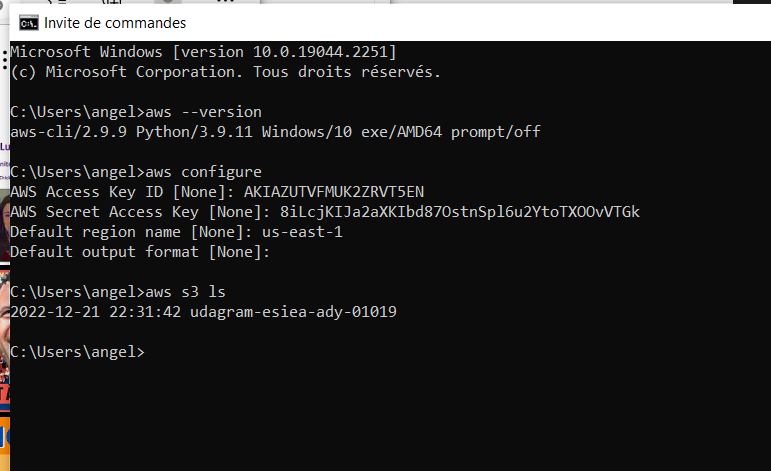 Invite de commandes
Microsoft Windows [version 10.0.19044.2251]
(c) Microsoft Corporation. Tous droits réservés.
C:\Users\angel>aws --version
aws-cli/2.9.9 Python/3.9.11 Windows/10 exe/AMD64 prompt/off
C:\Users\angel>aws configure
AWS Access Key ID [None]: AKIAZUTVFMUK2ZRVT5EN
AWS Secret Access Key [None]:
Default region name [None]: us-east-1
Default output format [None]:
C:\Users\angel>aws s3 ls
2022-12-21 22:31:42 udagram-esiea-ady-01019
C:\Users\angel>